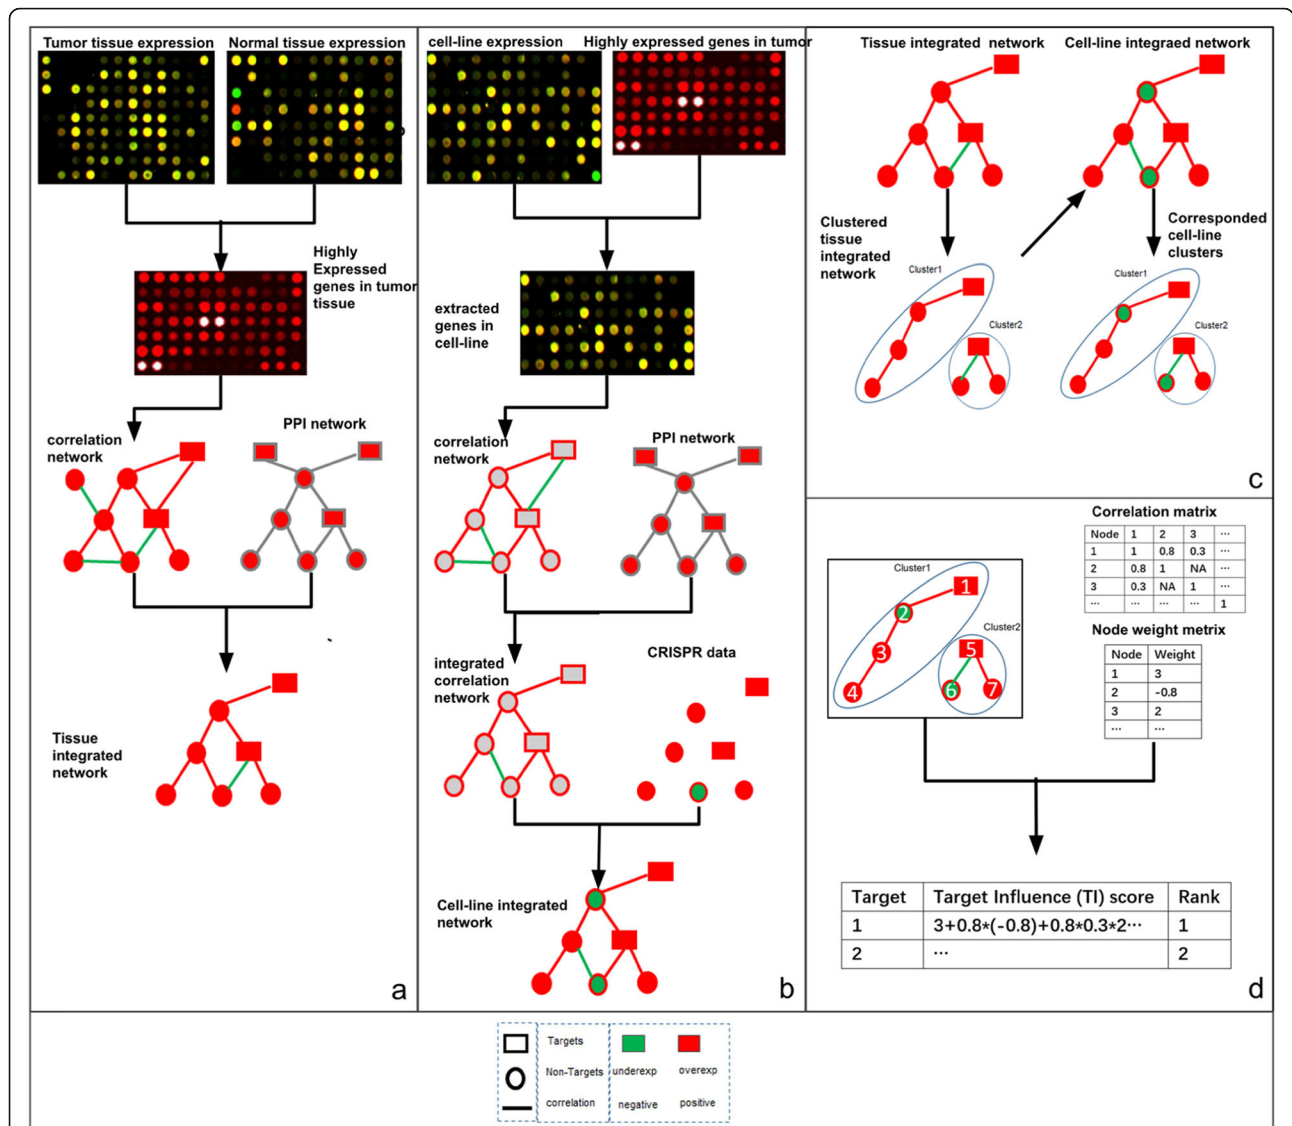 Tumor tissue expression
Normal tissue expression
Highly
Expressed
genes in tumor
tissue
correlation
network
PPI network
Tissue
integrated
network
a
cell-line expression
Highly expressed genes in tumor
extracted
genes in
cell-line
correlation
network
PPI network
integrated
correlation
network
CRISPR data
Cell-line integrated
network
b
Tissue integrated network
Cell-line integraed network
Clustered
tissue
integrated
network
Corresponded
cell-line
clusters
Cluster1
Cluster2
Cluster1
Cluster2
c
Correlation matrix
Node 1 2 3 ...
1 1 0.8 0.3 ...
2 0.8 1 NA ...
3 0.3 NA 1 ...
... ... ... ... 1
Cluster1
Cluster2
1
2
3
4
5
6
7
Node weight metrix
Node Weight
1 3
2 -0.8
3 2
... ...
Target Target Influence (TI) score Rank
1 3+0.8*(-0.8)+0.8*0.3*2... 1
2 ... 2
d
Targets
Non-Targets underexp overexp
correlation negative positive